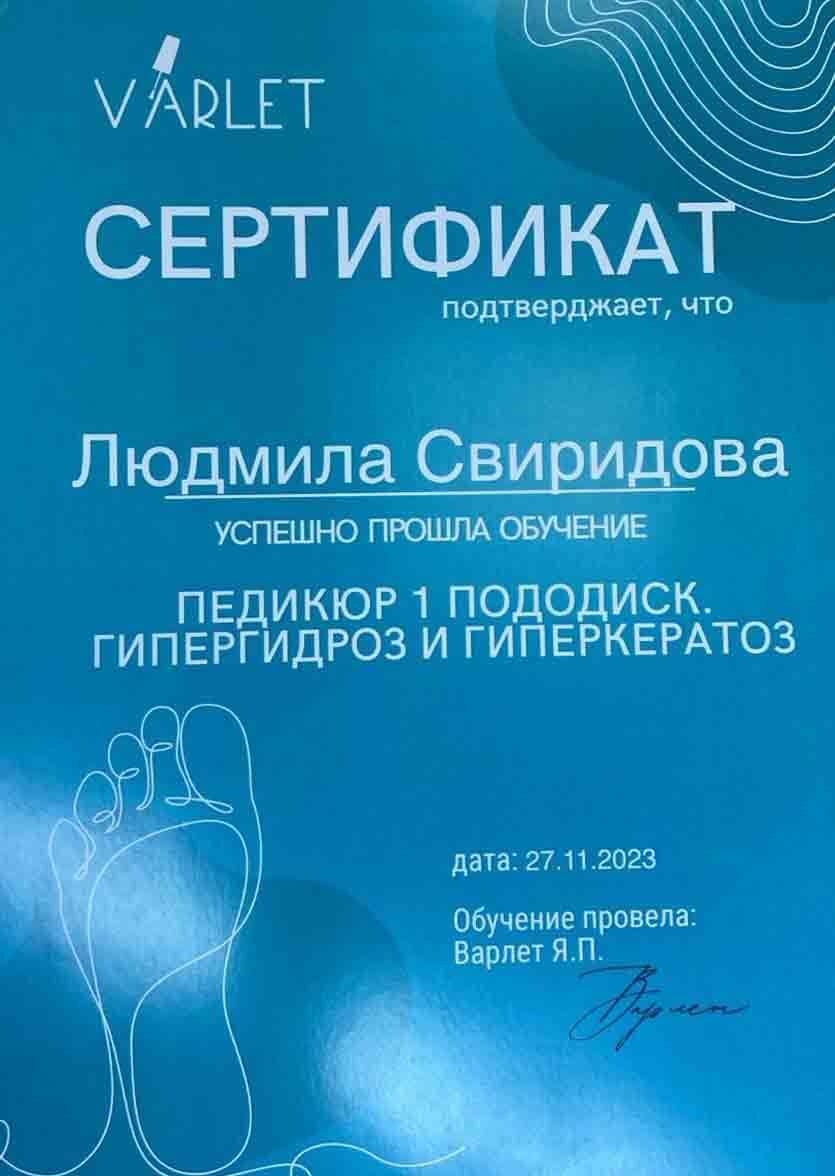 VARLET
СЕРТИФИКАТ
подтверждает, что
Людмила Свиридова
УСПЕШНО ПРОШЛА ОБУЧЕНИЕ
ПЕДИКЮР 1 ПОДОДИСК.
ГИПЕРГИДРОЗ И ГИПЕРКЕРАТОЗ
дата: 27.11.2023
Обучение провела:
Варлет Я.П.
Варлет